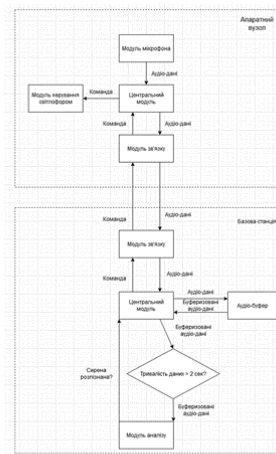 Апаратний
вузол
Модуль мікрофона
Аудіо-дані
Модуль керування
світлофором
Команда
Центральний
модуль
Команда
Аудіо-дані
Модуль зв'язку
Команда
Аудіо-дані
Базова-станція
Модуль зв'язку
Команда
Аудіо-дані
Центральний
модуль
Аудіо-дані
Буферизовані
аудіо-дані
Аудіо-буфер
Буферизовані
аудіо-дані
Сирена
розпізнана?
Тривалість даних > 2 сек?
Буферизовані
аудіо-дані
Модуль аналізу